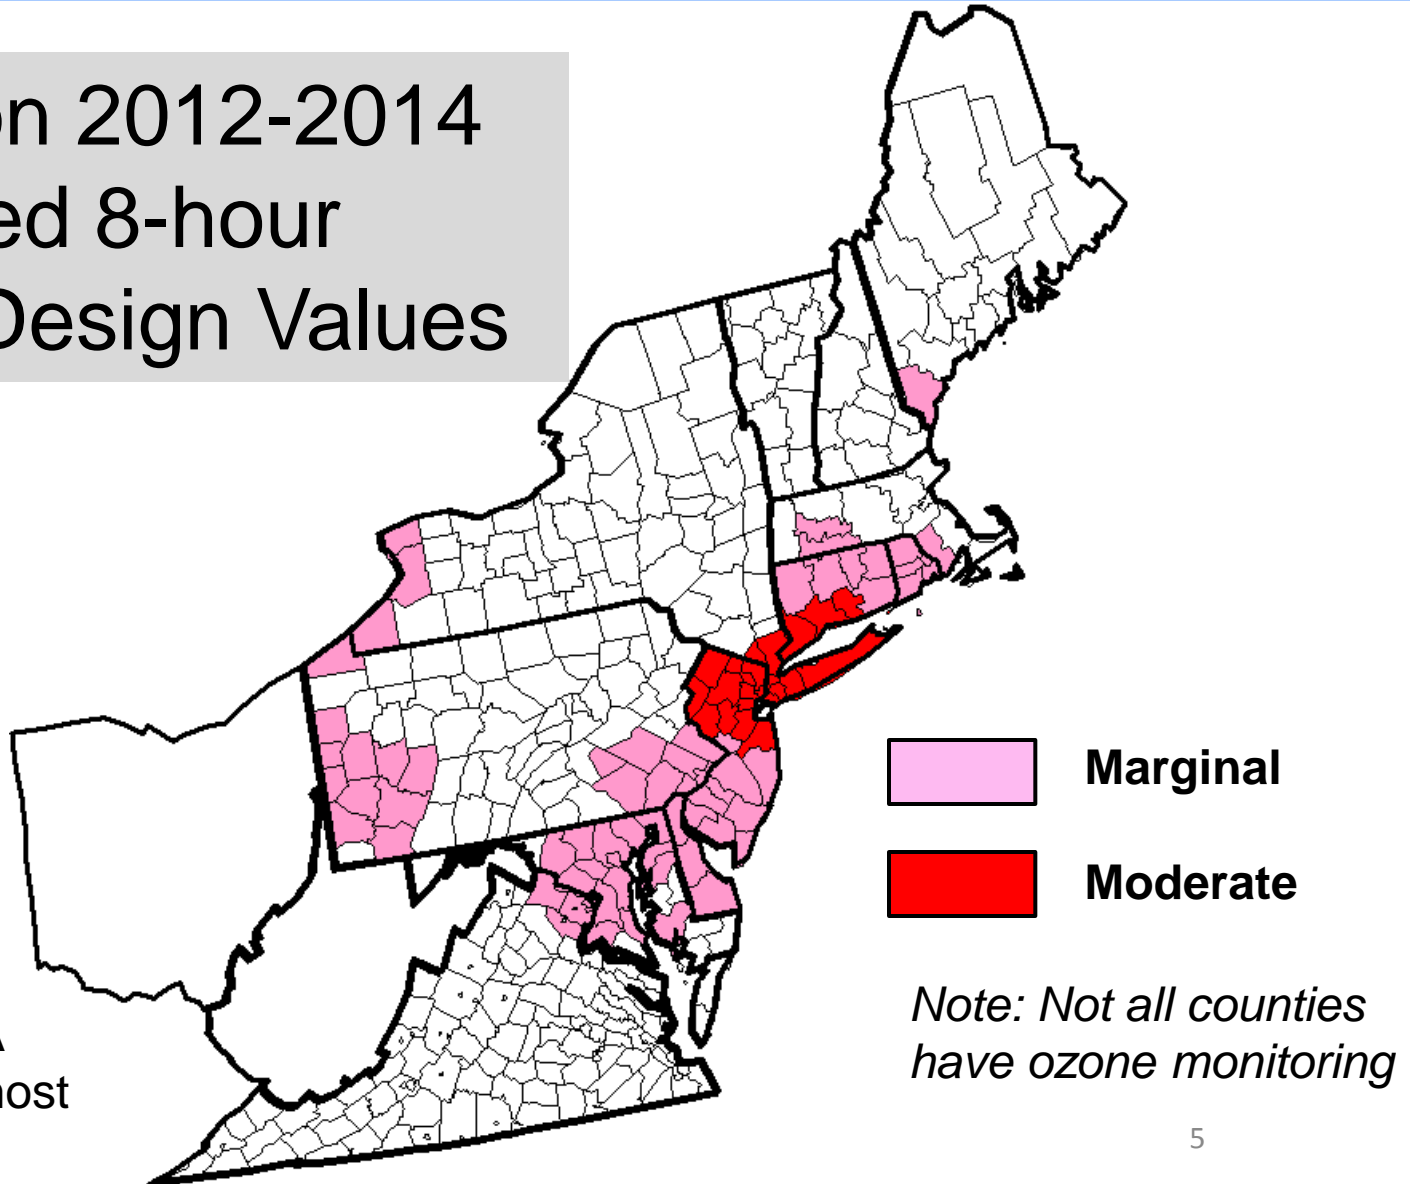 on 2012-2014
ed 8-hour
Design Values
Marginal
Moderate
Note: Not all counties
have ozone monitoring
ost
5